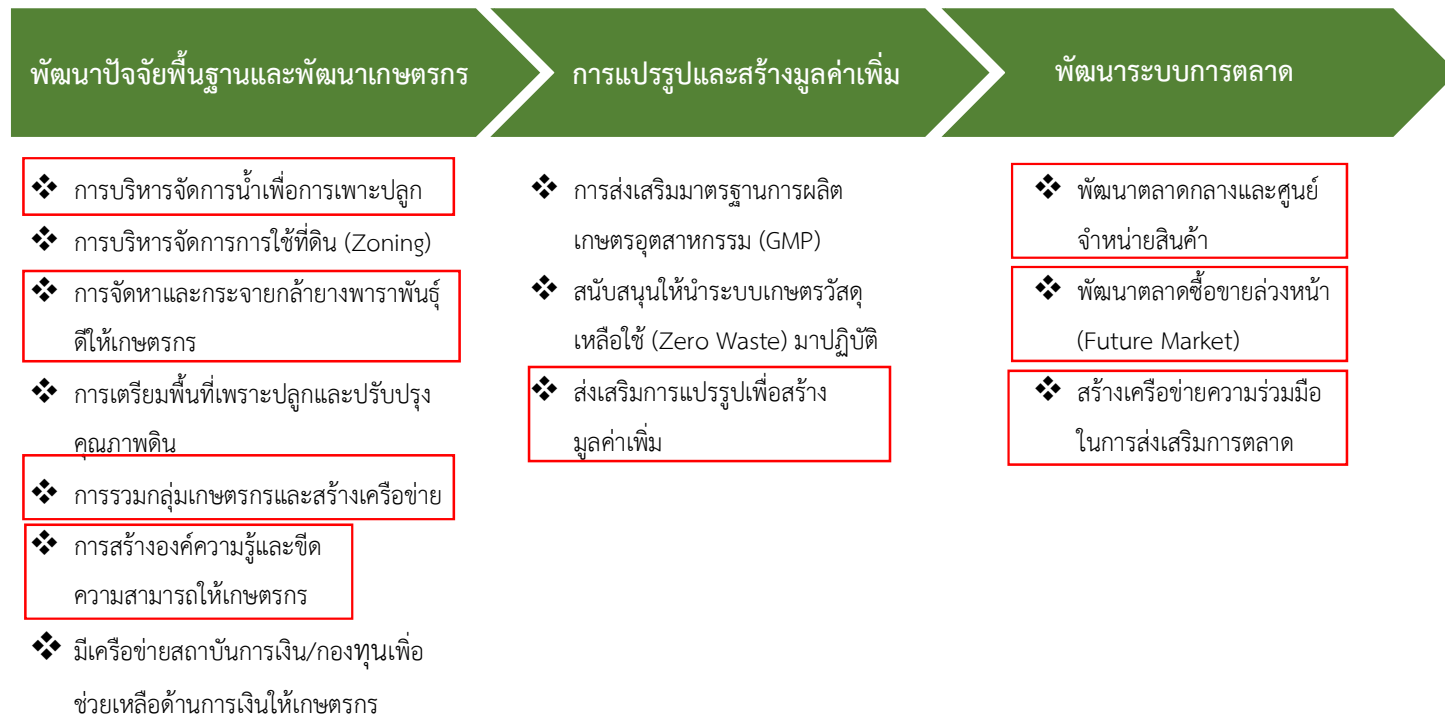 พัฒนาปัจจัยพื้นฐานและพัฒนาเกษตรกร
การบริหารจัดการน้ำเพื่อการเพาะปลูก
การบริหารจัดการการใช้ที่ดิน (Zoning)
การจัดหาและกระจายกล้ายางพาราพันธุ์
ดีให้เกษตรกร
การเตรียมพื้นที่เพราะปลูกและปรับปรุง
คุณภาพดิน
การรวมกลุ่มเกษตรกรและสร้างเครือข่าย
การสร้างองค์ความรู้และขีด
ความสามารถให้เกษตรกร
มีเครือข่ายสถาบันการเงิน/กองทุนเพื่อ
ช่วยเหลือด้านการเงินให้เกษตรกร
การแปรรูปและสร้างมูลค่าเพิ่ม
การส่งเสริมมาตรฐานการผลิต
เกษตรอุตสาหกรรม (GMP)
สนับสนุนให้นำระบบเกษตรวัสดุ
เหลือใช้ (Zero Waste) มาปฏิบัติ
ส่งเสริมการแปรรูปเพื่อสร้าง
มูลค่าเพิ่ม
พัฒนาระบบการตลาด
พัฒนาตลาดกลางและศูนย์
จำหน่ายสินค้า
พัฒนาตลาดซื้อขายล่วงหน้า
(Future Market)
สร้างเครือข่ายความร่วมมือ
ในการส่งเสริมการตลาด